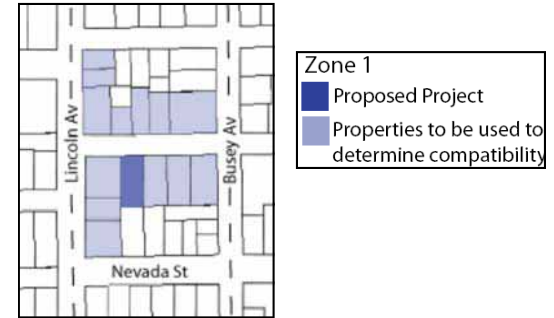 Lincoln Av
Busey Av
Nevada St
Zone 1
Proposed Project
Properties to be used to
determine compatibility